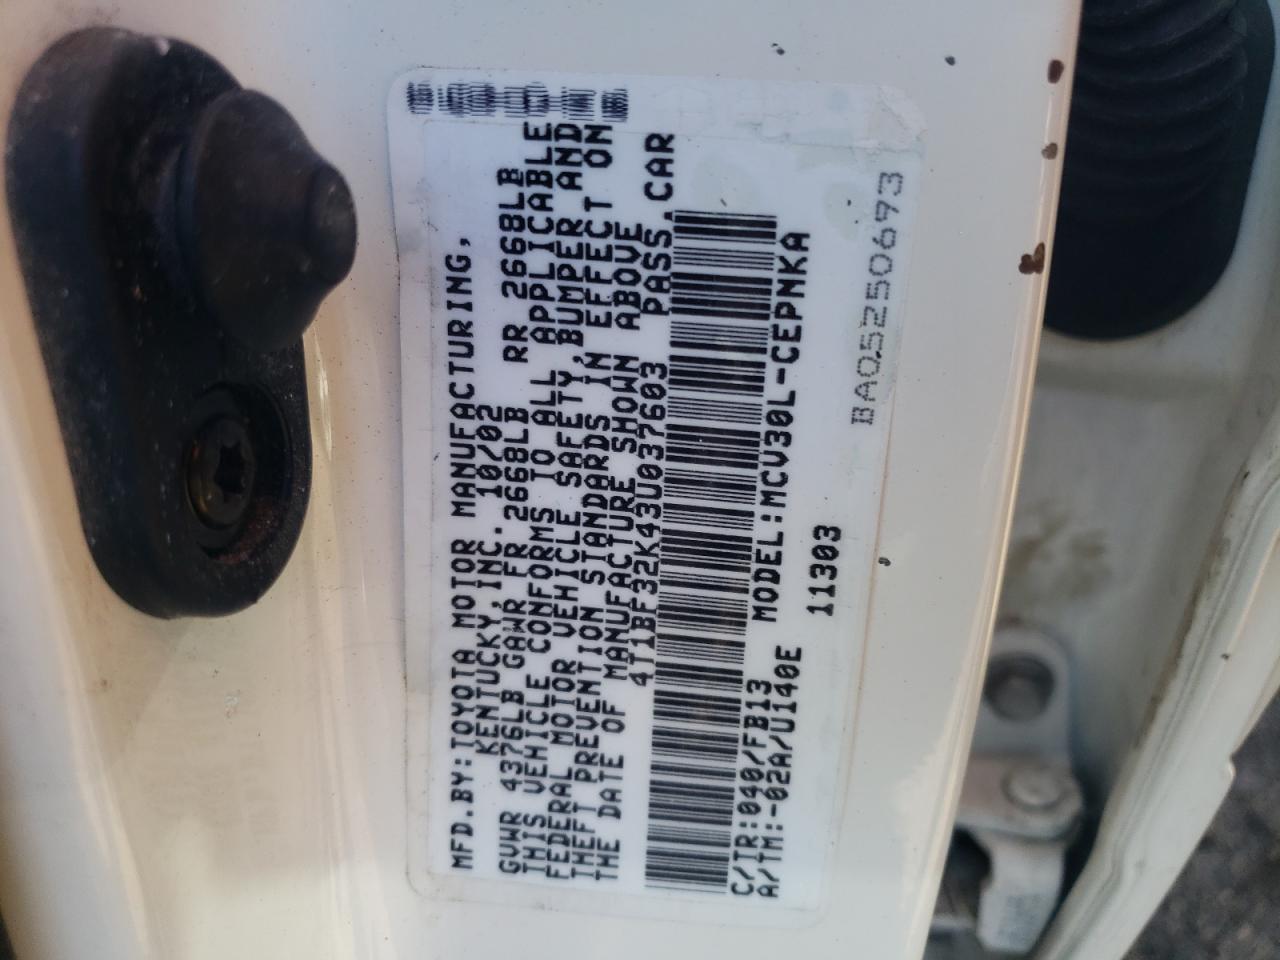 MFD.BY:TOYOTA MOTOR MANUFACTURING,
KENTUCKY,INC. 10/02
GVWR 4376LB GAWR FR 2668LB RR 2668LB
THIS VEHICLE CONFORMS TO ALL APPLICABLE
FEDERAL MOTOR VEHICLE SAFETY,BUMPER AND
THEFT PREVENTION STANDARDS IN EFFECT ON
THE DATE OF MANUFACTURE SHOWN ABOVE
4T1BF32K43U037603 PASS.CAR
C/TR:040/FB13 MODEL:MCV30L-CEPNKA
A/TM:-02A/U140E 11303
BA05250693